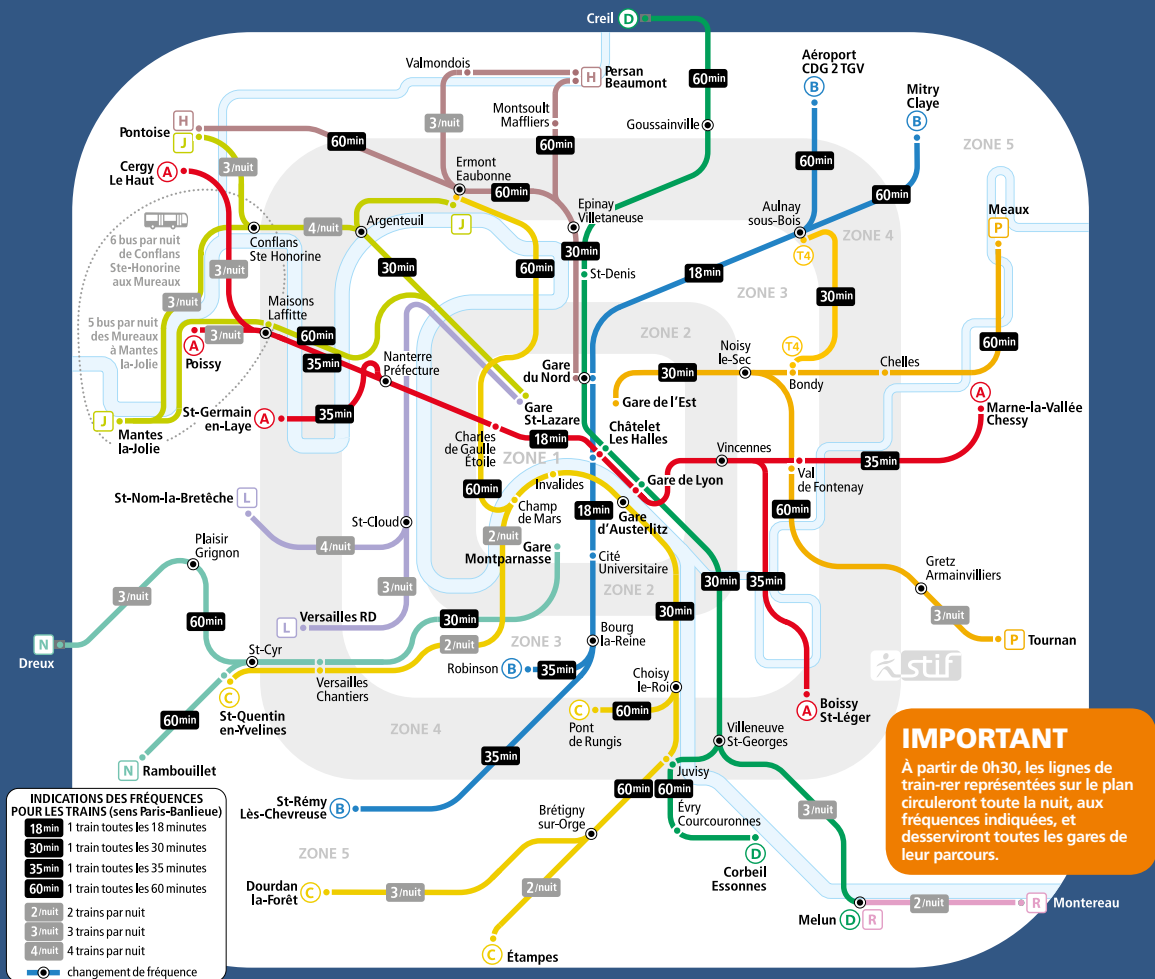 Creil D
Valmondois
H Persan
Beaumont
60min
Aéroport
CDG 2 TGV
B
Mitry
Claye
B
Montsoult
Maffliers
Goussainville
H
Pontoise
J
3/nuit
60min
60min
ZONE 5
Cergy
Le Haut
A
3/nuit
Ermont
Eaubonne
60min
60min
60min
Epinay
Villetaneuse
Aulnay
sous-Bois
Meaux
P
6 bus par nuit
de Conflans
Ste-Honorine
aux Mureaux
4/nuit
Argenteuil
J
ZONE 4
T4
Conflans
Ste Honorine
30min
St-Denis
60min
30min
18min
3/nuit
ZONE 3
30min
3/nuit
Maisons
Laffitte
5 bus par nuit
des Mureaux
à Mantes
la-Jolie
3/nuit
A
Poissy
60min
35min
ZONE 2
Noisy
le-Sec
T4
60min
Nanterre
Préfecture
Gare
du Nord
30min
Bondy
Chelles
J
Mantes
la-Jolie
St-Germain
en-Laye
A
35min
Gare
St-Lazare
Gare de l'Est
A
Marne-la-Vallée
Chessy
Charles
de Gaulle
Étoile
18min
Châtelet
Les Halles
Vincennes
ZONE 1
35min
Gare de Lyon
Val
de Fontenay
St-Nom-la-Bretêche L
60min
Invalides
Champ
de Mars
18min
Gare
d'Austerlitz
60min
St-Cloud
4/nuit
2/nuit
Gare
Montparnasse
Plaisir
Grignon
Cité
Universitaire
Gretz
Armainvilliers
3/nuit
3/nuit
ZONE 2
30min
35min
60min
Versailles RD
L
30min
30min
3/nuit
N
Dreux
ZONE 3
Bourg
la-Reine
P Tournan
St-Cyr
2/nuit
Robinson B 35min
Choisy
le-Roi
stif
Versailles
Chantiers
C
St-Quentin
en-Yvelines
60min
C
Pont
de Rungis
60min
A
Boissy
St-Léger
ZONE 4
Villeneuve
St-Georges
35min
N Rambouillet
Juvisy
60min
60min
IMPORTANT
À partir de 0h30, les lignes de
train-rer représentées sur le plan
circuleront toute la nuit, aux
fréquences indiquées, et
desserviront toutes les gares de
leur parcours.
St-Rémy
Lès-Chevreuse
B
Brétigny
sur-Orge
Évry
Courcouronnes
3/nuit
ZONE 5
D
Corbeil
Essonnes
Dourdan
la-Forêt
C
3/nuit
2/nuit
Melun D R
2/nuit
R Montereau
C Étampes
INDICATIONS DES FRÉQUENCES
POUR LES TRAINS (sens Paris-Banlieue)
18min 1 train toutes les 18 minutes
30min 1 train toutes les 30 minutes
35min 1 train toutes les 35 minutes
60min 1 train toutes les 60 minutes
2/nuit 2 trains par nuit
3/nuit 3 trains par nuit
4/nuit 4 trains par nuit
changement de fréquence